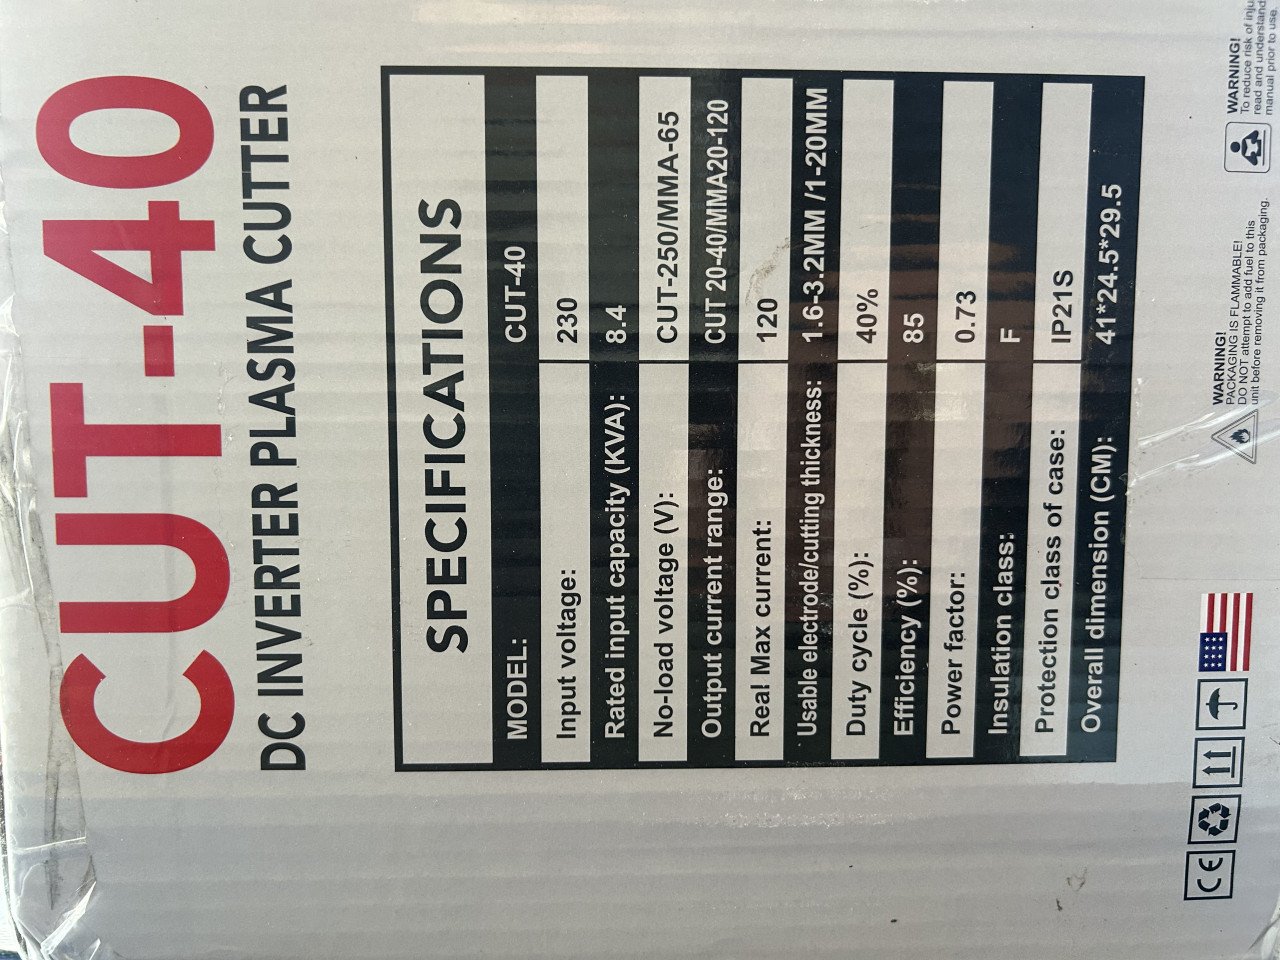 CUT-40
DC INVERTER PLASMA CUTTER
SPECIFICATIONS
MODEL: CUT-40
Input voltage: 230
Rated input capacity (KVA): 8.4
No-load voltage (V): CUT-250/MMA-65
Output current range: CUT 20-40/MMA20-120
Real Max current: 120
Usable electrode/cutting thickness: 1.6-3.2MM /1-20MM
Duty cycle (%): 40%
Efficiency (%): 85
Power factor: 0.73
Insulation class: F
Protection class of case: IP21S
Overall dimension (CM): 41*24.5*29.5
CE
WARNING!
PACKAGING IS FLAMMABLE!
DO NOT attempt to add fuel to this
unit before removing it from packaging.
WARNING!
To reduce risk of inju
read and understand
manual prior to use.